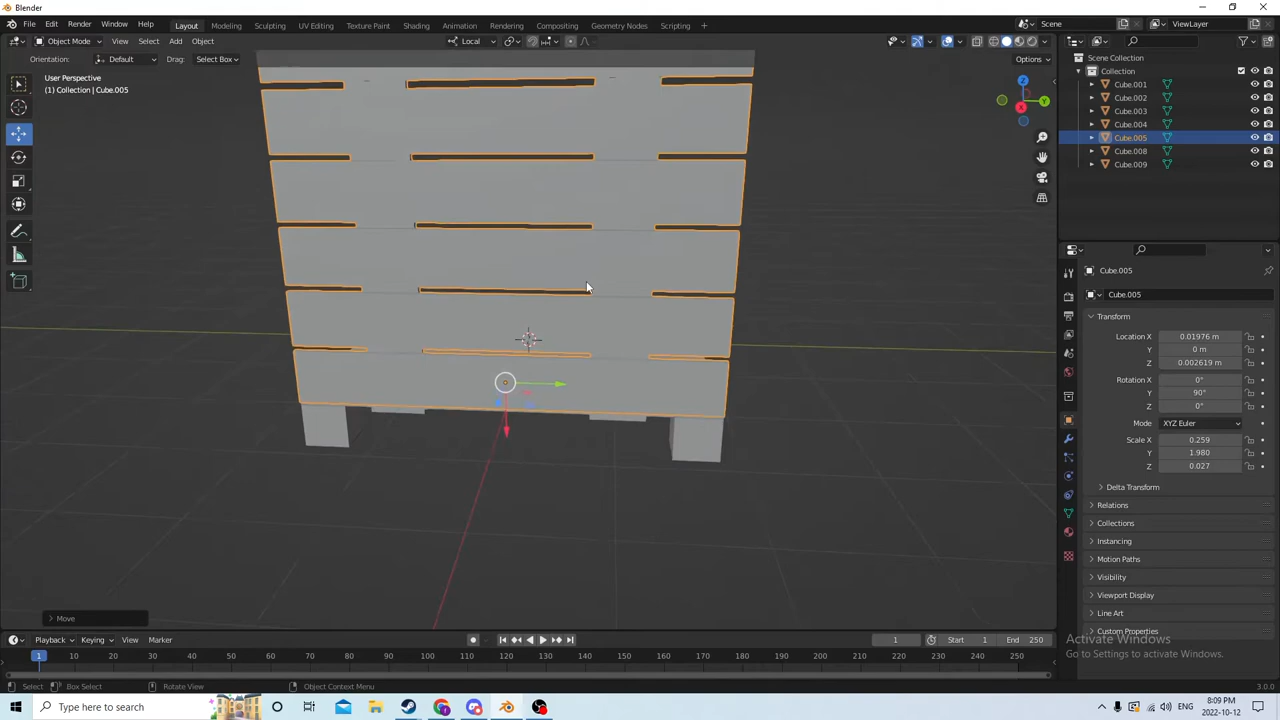 Blender
File Edit Render Window Help Layout Modeling Sculpting UV Editing Texture Paint Shading Animation Rendering Compositing Geometry Nodes Scripting + Scene ViewLayer
Object Mode View Select Add Object Local
Orientation: Default Drag: Select Box Options
User Perspective
(1) Collection | Cube.005
Z
Y
X
Scene Collection
Collection
Cube.001
Cube.002
Cube.003
Cube.004
Cube.005
Cube.008
Cube.009
Cube.005
Cube.005
Transform
Location X 0.01976 m
Y 0 m
Z 0.002619 m
Rotation X 0°
Y 90°
Z 0°
Mode XYZ Euler
Scale X 0.259
Y 1.980
Z 0.027
Delta Transform
Relations
Collections
Instancing
Motion Paths
Visibility
Viewport Display
Line Art
Custom Properties
Activate Windows
Go to Settings to activate Windows.
Move
Playback Keying View Marker 1 Start 1 End 250
1 10 20 30 40 50 60 70 80 90 100 110 120 130 140 150 160 170 180 190 200 210 220 230 240 250
Select Box Select Rotate View Object Context Menu 3.0.0
Type here to search ENG 8:09 PM 2022-10-12